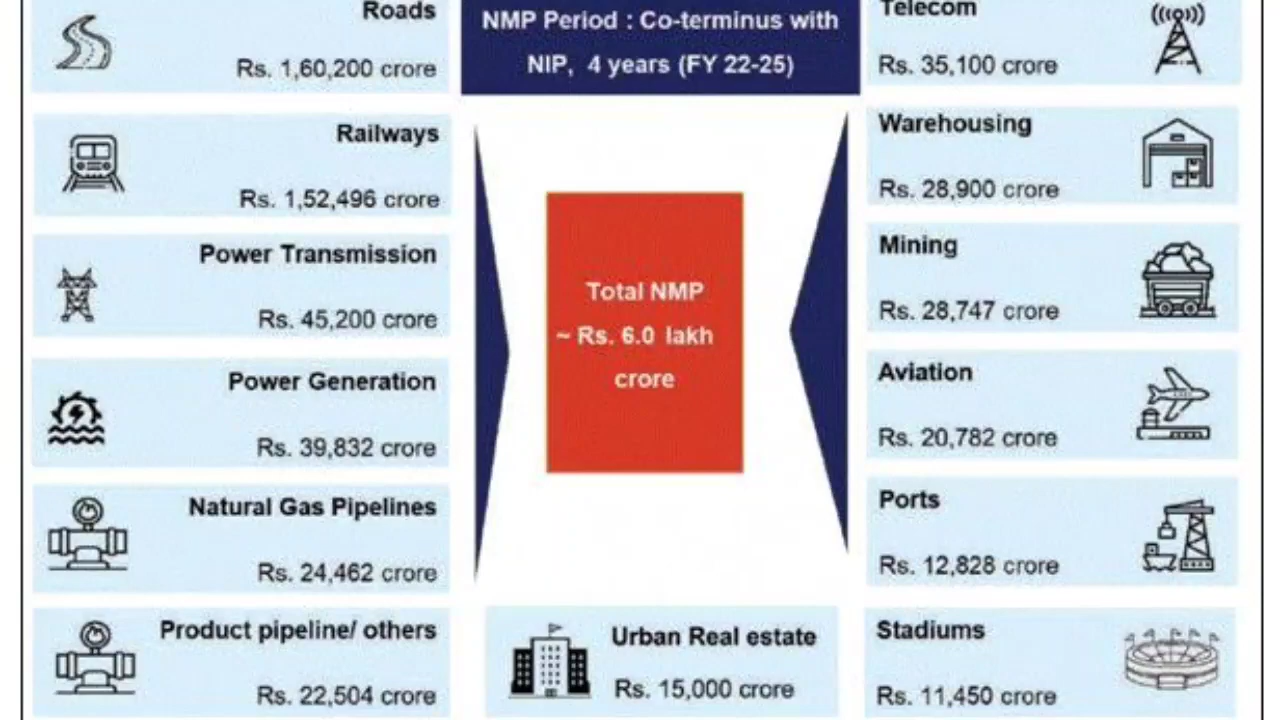 Roads
Rs. 1,60,200 crore
Railways
Rs. 1,52,496 crore
Power Transmission
Rs. 45,200 crore
Power Generation
Rs. 39,832 crore
Natural Gas Pipelines
Rs. 24,462 crore
Product pipeline/ others
Rs. 22,504 crore
NMP Period : Co-terminus with
NIP, 4 years (FY 22-25)
Total NMP
~ Rs. 6.0 lakh
crore
Urban Real estate
Rs. 15,000 crore
Telecom
Rs. 35,100 crore
Warehousing
Rs. 28,900 crore
Mining
Rs. 28,747 crore
Aviation
Rs. 20,782 crore
Ports
Rs. 12,828 crore
Stadiums
Rs. 11,450 crore